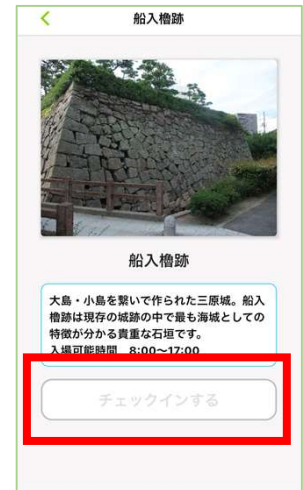 船入櫓跡
船入櫓跡
大島・小島を繋いで作られた三原城。船入
櫓跡は現存の城跡の中で最も海城としての
特徴が分かる貴重な石垣です。
入場可能時間 8:00〜17:00
チェックインする